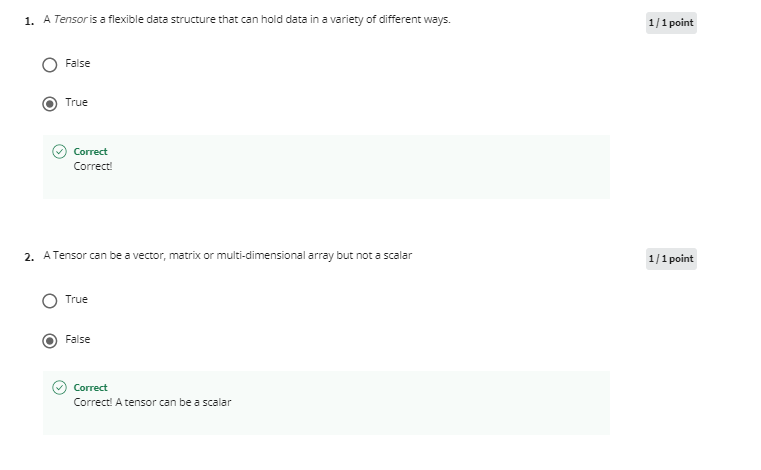 1. A Tensor is a flexible data structure that can hold data in a variety of different ways.
1 / 1 point
False
True
Correct
Correct!
2. A Tensor can be a vector, matrix or multi-dimensional array but not a scalar
1 / 1 point
True
False
Correct
Correct! A tensor can be a scalar